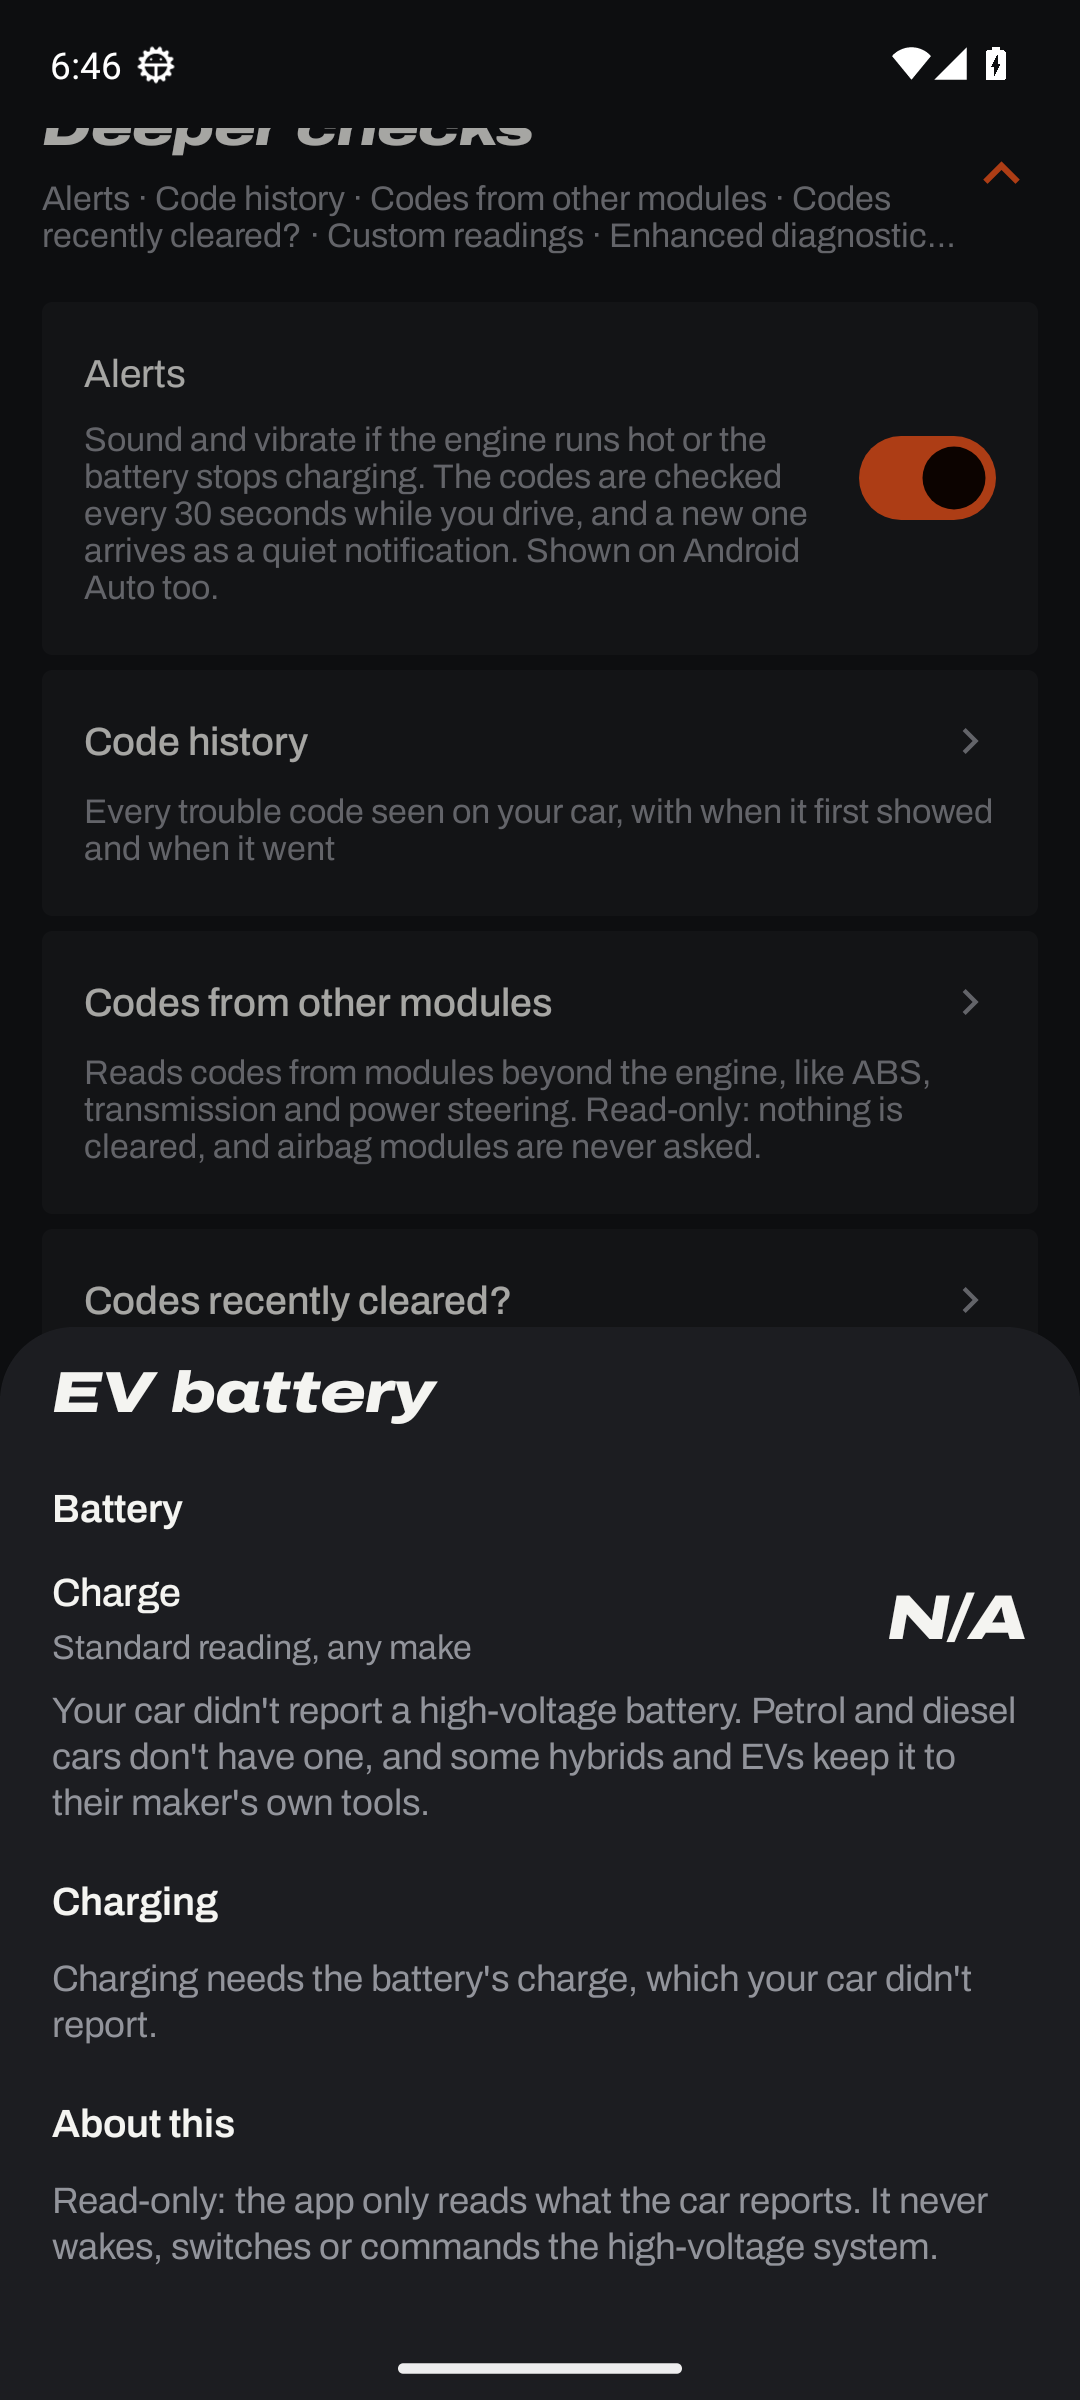 6:46
Deeper checks
Alerts · Code history · Codes from other modules · Codes
recently cleared? · Custom readings · Enhanced diagnostic...
Alerts
Sound and vibrate if the engine runs hot or the
battery stops charging. The codes are checked
every 30 seconds while you drive, and a new one
arrives as a quiet notification. Shown on Android
Auto too.
Code history
Every trouble code seen on your car, with when it first showed
and when it went
Codes from other modules
Reads codes from modules beyond the engine, like ABS,
transmission and power steering. Read-only: nothing is
cleared, and airbag modules are never asked.
Codes recently cleared?
EV battery
Battery
Charge
N/A
Standard reading, any make
Your car didn't report a high-voltage battery. Petrol and diesel
cars don't have one, and some hybrids and EVs keep it to
their maker's own tools.
Charging
Charging needs the battery's charge, which your car didn't
report.
About this
Read-only: the app only reads what the car reports. It never
wakes, switches or commands the high-voltage system.